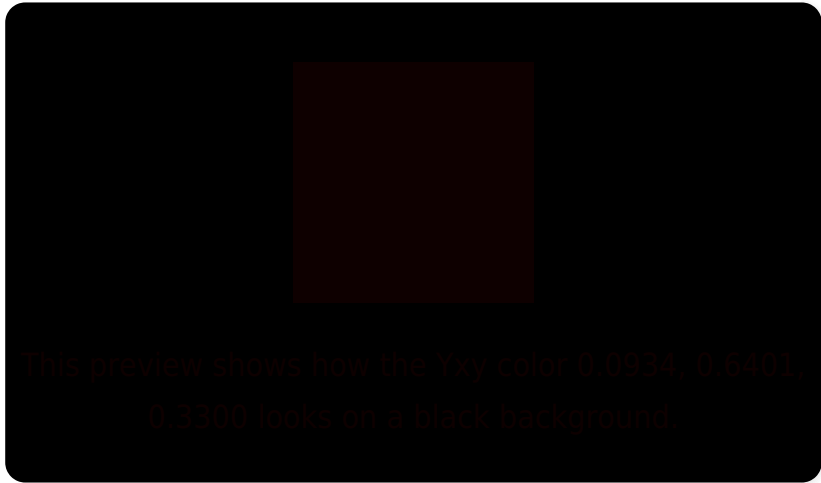 This preview shows how the Yxy color 0.0934, 0.6401,
0.3300 looks on a black background.